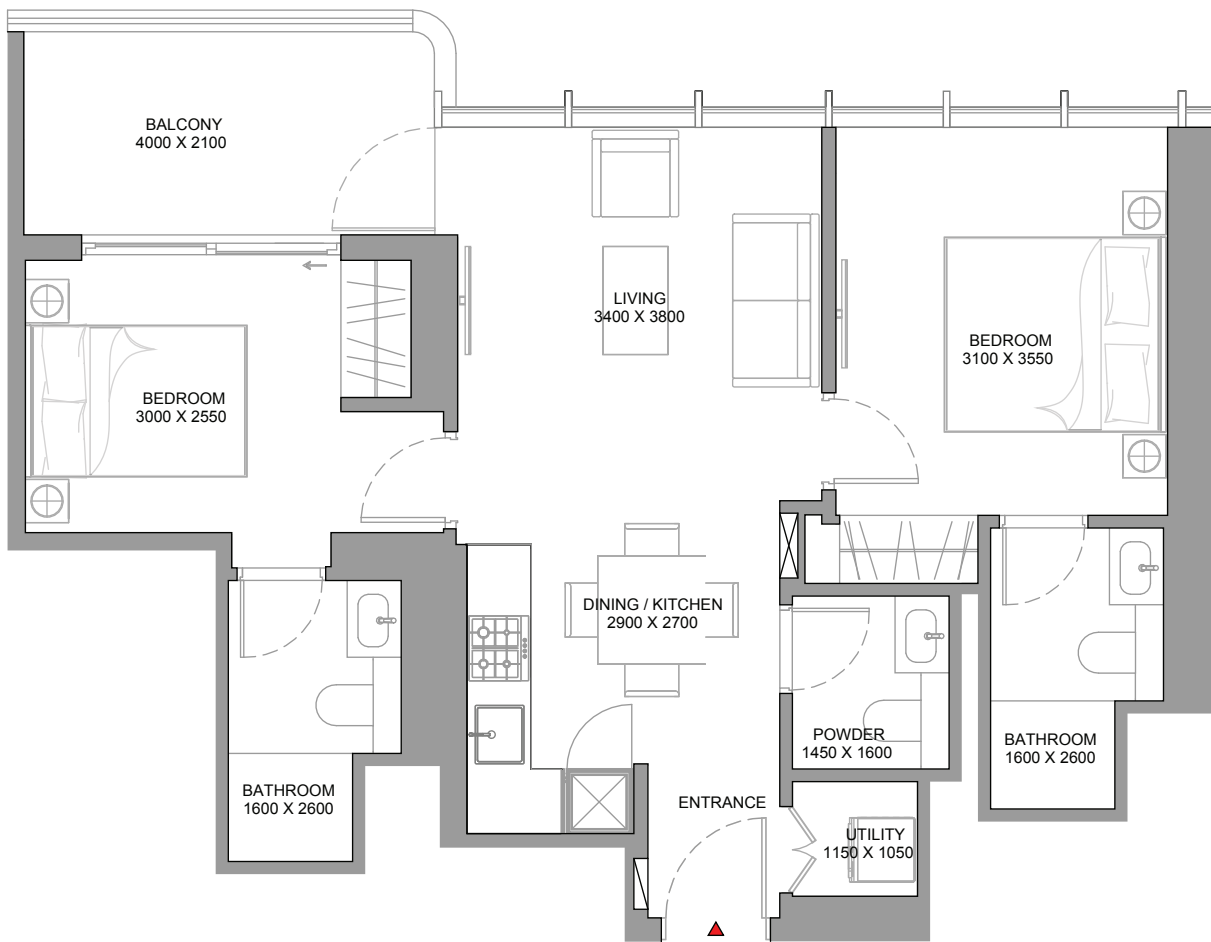 BALCONY
4000 X 2100
LIVING
3400 X 3800
BEDROOM
3100 X 3550
BEDROOM
3000 X 2550
DINING / KITCHEN
2900 X 2700
POWDER
1450 X 1600
BATHROOM
1600 X 2600
BATHROOM
1600 X 2600
ENTRANCE
UTILITY
1150 X 1050